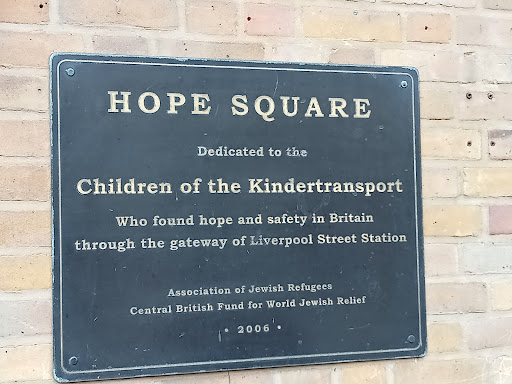 HOPE SQUARE
Dedicated to the
Children of the Kindertransport
Who found hope and safety in Britain
through the gateway of Liverpool Street Station
Association of Jewish Refugees
Central British Fund for World Jewish Relief
• 2006 •